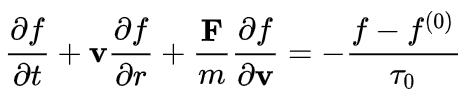 ∂f/∂t + 𝐯 ∂f/∂r + 𝐅/m ∂f/∂𝐯 = − (f − f⁽⁰⁾)/τ₀